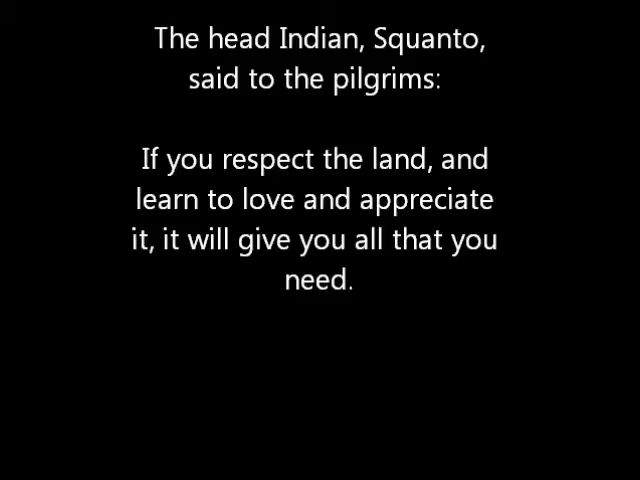 The head Indian, Squanto,
said to the pilgrims:
If you respect the land, and
learn to love and appreciate
it, it will give you all that you
need.